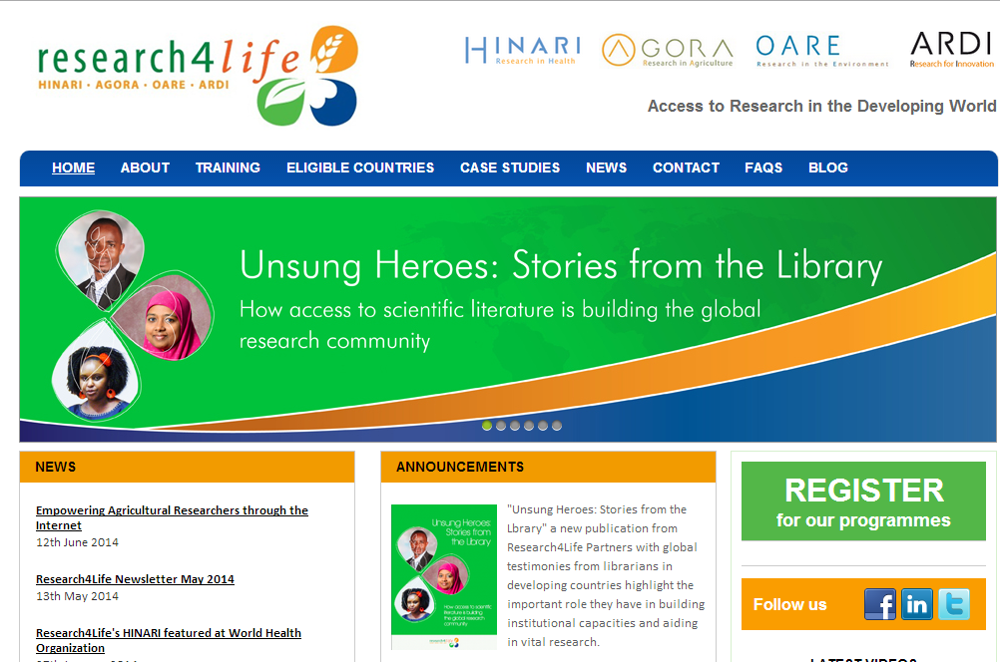 research4life
HINARI · AGORA · OARE · ARDI
HINARI
Research in Health
AGORA
Research in Agriculture
OARE
Research in the Environment
ARDI
Research for Innovation
Access to Research in the Developing World
HOME ABOUT TRAINING ELIGIBLE COUNTRIES CASE STUDIES NEWS CONTACT FAQS BLOG
Unsung Heroes: Stories from the Library
How access to scientific literature is building the global
research community
NEWS
Empowering Agricultural Researchers through the
Internet
12th June 2014
Research4Life Newsletter May 2014
13th May 2014
Research4Life's HINARI featured at World Health
Organization
ANNOUNCEMENTS
Unsung Heroes:
Stories from
the Library
How access to scientific
literature is building the global
research community
"Unsung Heroes: Stories from the
Lbrary" a new publication from
Research4Life Partners with global
testimonies from librarians in
developing countries highlight the
important role they have in building
institutional capacities and aiding
in vital research.
REGISTER
for our programmes
Follow us
LATEST VIDEOS